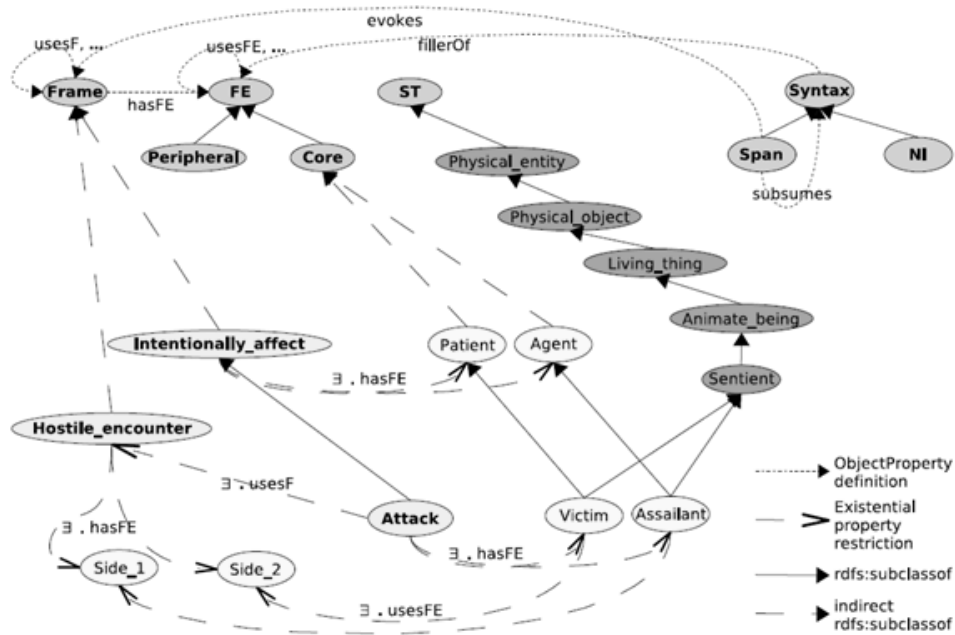 evokes
usesF, ...
usesFE, ...
fillerOf
Frame
hasFE
FE
ST
Syntax
Peripheral
Core
Physical_entity
Span
NI
subsumes
Physical_object
Living_thing
Animate_being
Intentionally_affect
Patient
Agent
∃ . hasFE
Sentient
Hostile_encounter
∃ . usesF
∃ . hasFE
Attack
Victim
Assailant
∃ . hasFE
Side_1
Side_2
∃ . usesFE
ObjectProperty
definition
Existential
property
restriction
rdfs:subclassof
indirect
rdfs:subclassof